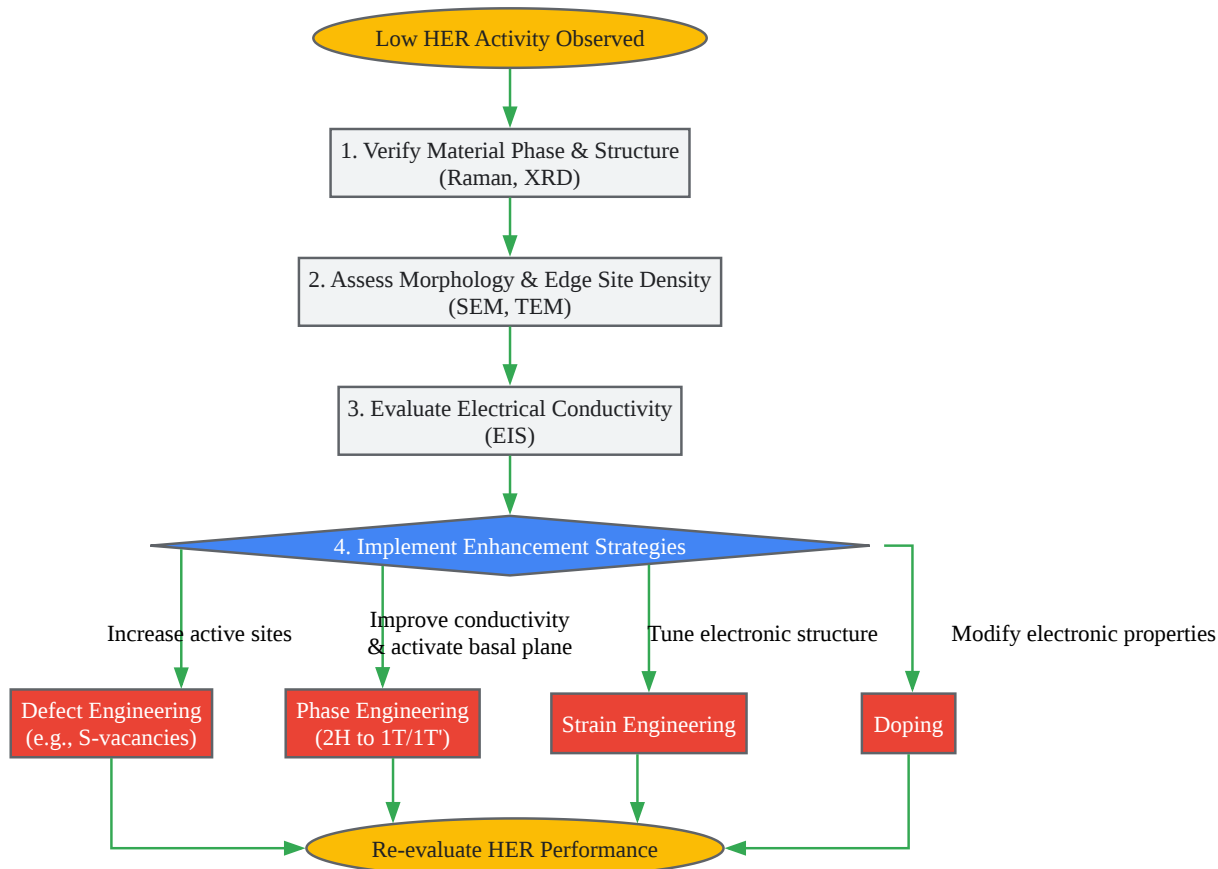 Low HER Activity Observed
1. Verify Material Phase & Structure
(Raman, XRD)
2. Assess Morphology & Edge Site Density
(SEM, TEM)
3. Evaluate Electrical Conductivity
(EIS)
4. Implement Enhancement Strategies
Increase active sites
Improve conductivity
& activate basal plane
Tune electronic structure
Modify electronic properties
Defect Engineering
(e.g., S-vacancies)
Phase Engineering
(2H to 1T/1T')
Strain Engineering
Doping
Re-evaluate HER Performance